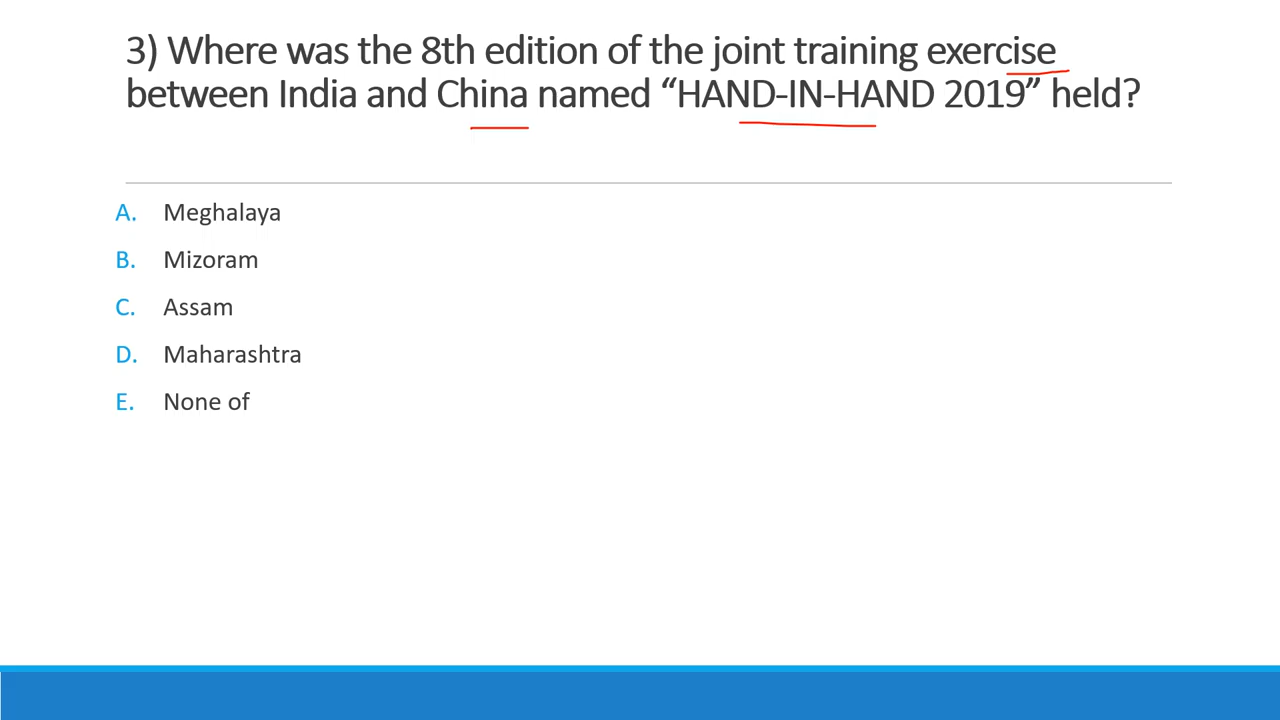 3) Where was the 8th edition of the joint training exercise
between India and China named “HAND-IN-HAND 2019” held?
A. Meghalaya
B. Mizoram
C. Assam
D. Maharashtra
E. None of